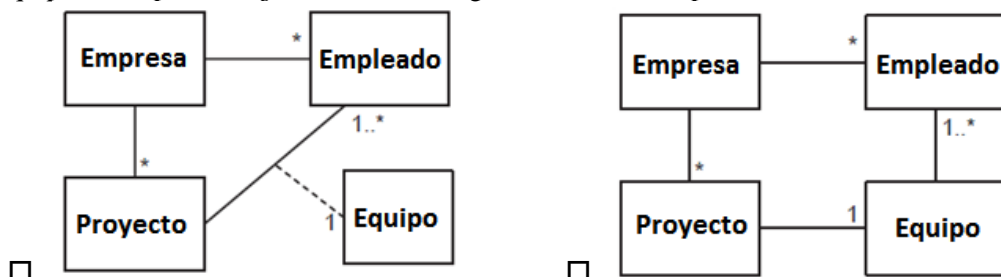 * *
Empresa Empleado Empresa Empleado
1..* 1..*
* *
Proyecto 1 Equipo Proyecto 1 Equipo